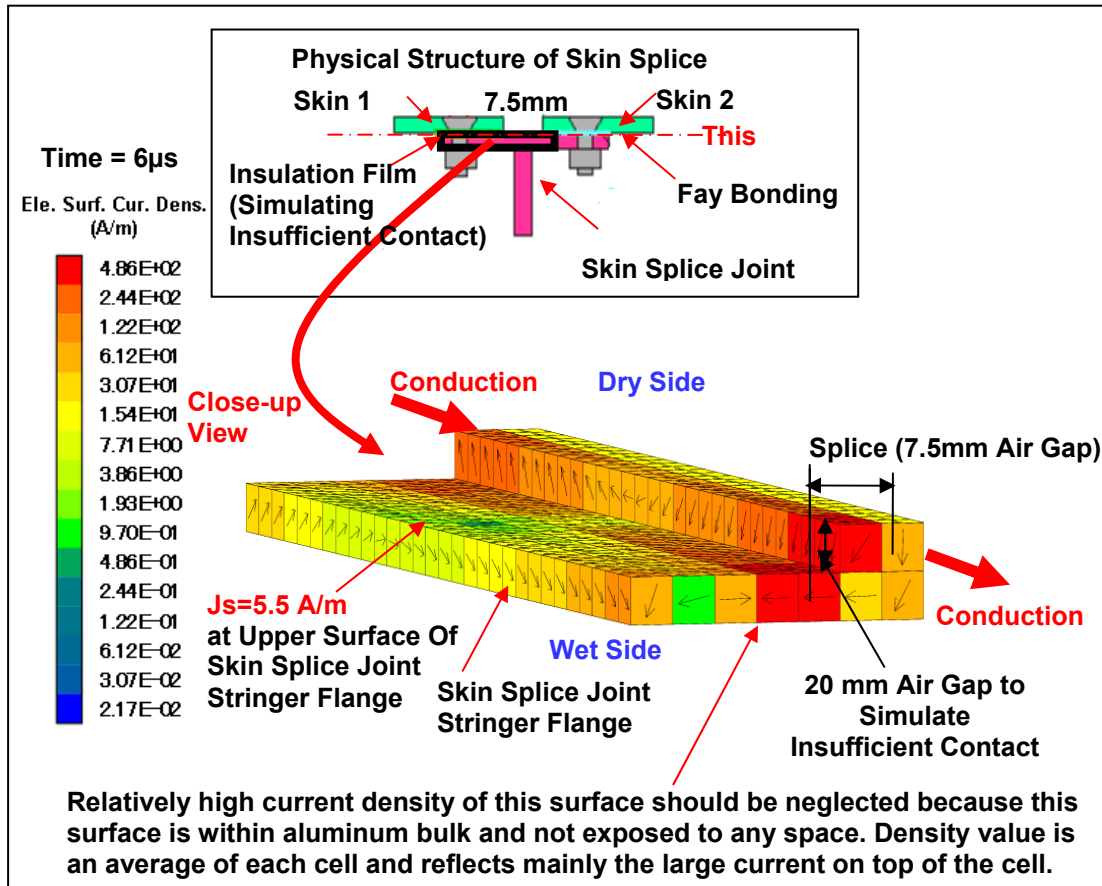 Physical Structure of Skin Splice
Skin 1
7.5mm
Skin 2
This
Insulation Film
(Simulating
Insufficient Contact)
Fay Bonding
Skin Splice Joint
Time = 6µs
Ele. Surf. Cur. Dens.
(A/m)
4.86E+02
2.44E+02
1.22E+02
6.12E+01
3.07E+01
1.54E+01
7.71E+00
3.86E+00
1.93E+00
9.70E-01
4.86E-01
2.44E-01
1.22E-01
6.12E-02
3.07E-02
2.17E-02
Close-up
View
Conduction
Dry Side
Splice (7.5mm Air Gap)
Js=5.5 A/m
at Upper Surface Of
Skin Splice Joint
Stringer Flange
Skin Splice Joint
Stringer Flange
Wet Side
Conduction
20 mm Air Gap to
Simulate
Insufficient Contact
Relatively high current density of this surface should be neglected because this
surface is within aluminum bulk and not exposed to any space. Density value is
an average of each cell and reflects mainly the large current on top of the cell.